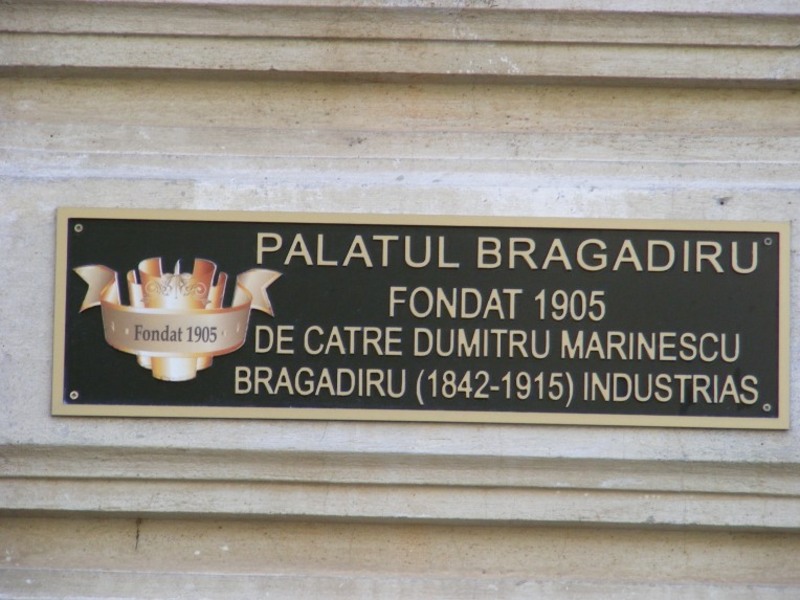 PALATUL BRAGADIRU
FONDAT 1905
DE CATRE DUMITRU MARINESCU
BRAGADIRU (1842-1915) INDUSTRIAS
Fondat 1905